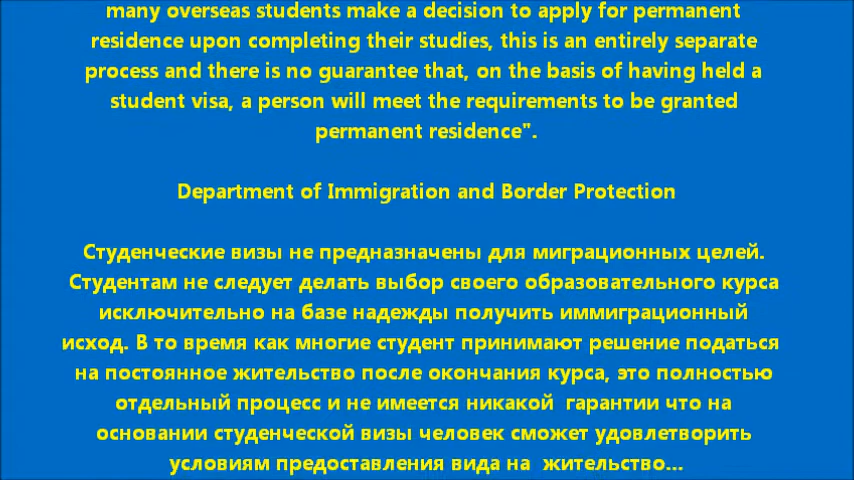 many overseas students make a decision to apply for permanent
residence upon completing their studies, this is an entirely separate
process and there is no guarantee that, on the basis of having held a
student visa, a person will meet the requirements to be granted
permanent residence".
Department of Immigration and Border Protection
Студенческие визы не предназначены для миграционных целей.
Студентам не следует делать выбор своего образовательного курса
исключительно на базе надежды получить иммиграционный
исход. В то время как многие студент принимают решение податься
на постоянное жительство после окончания курса, это полностью
отдельный процесс и не имеется никакой гарантии что на
основании студенческой визы человек сможет удовлетворить
условиям предоставления вида на жительство...